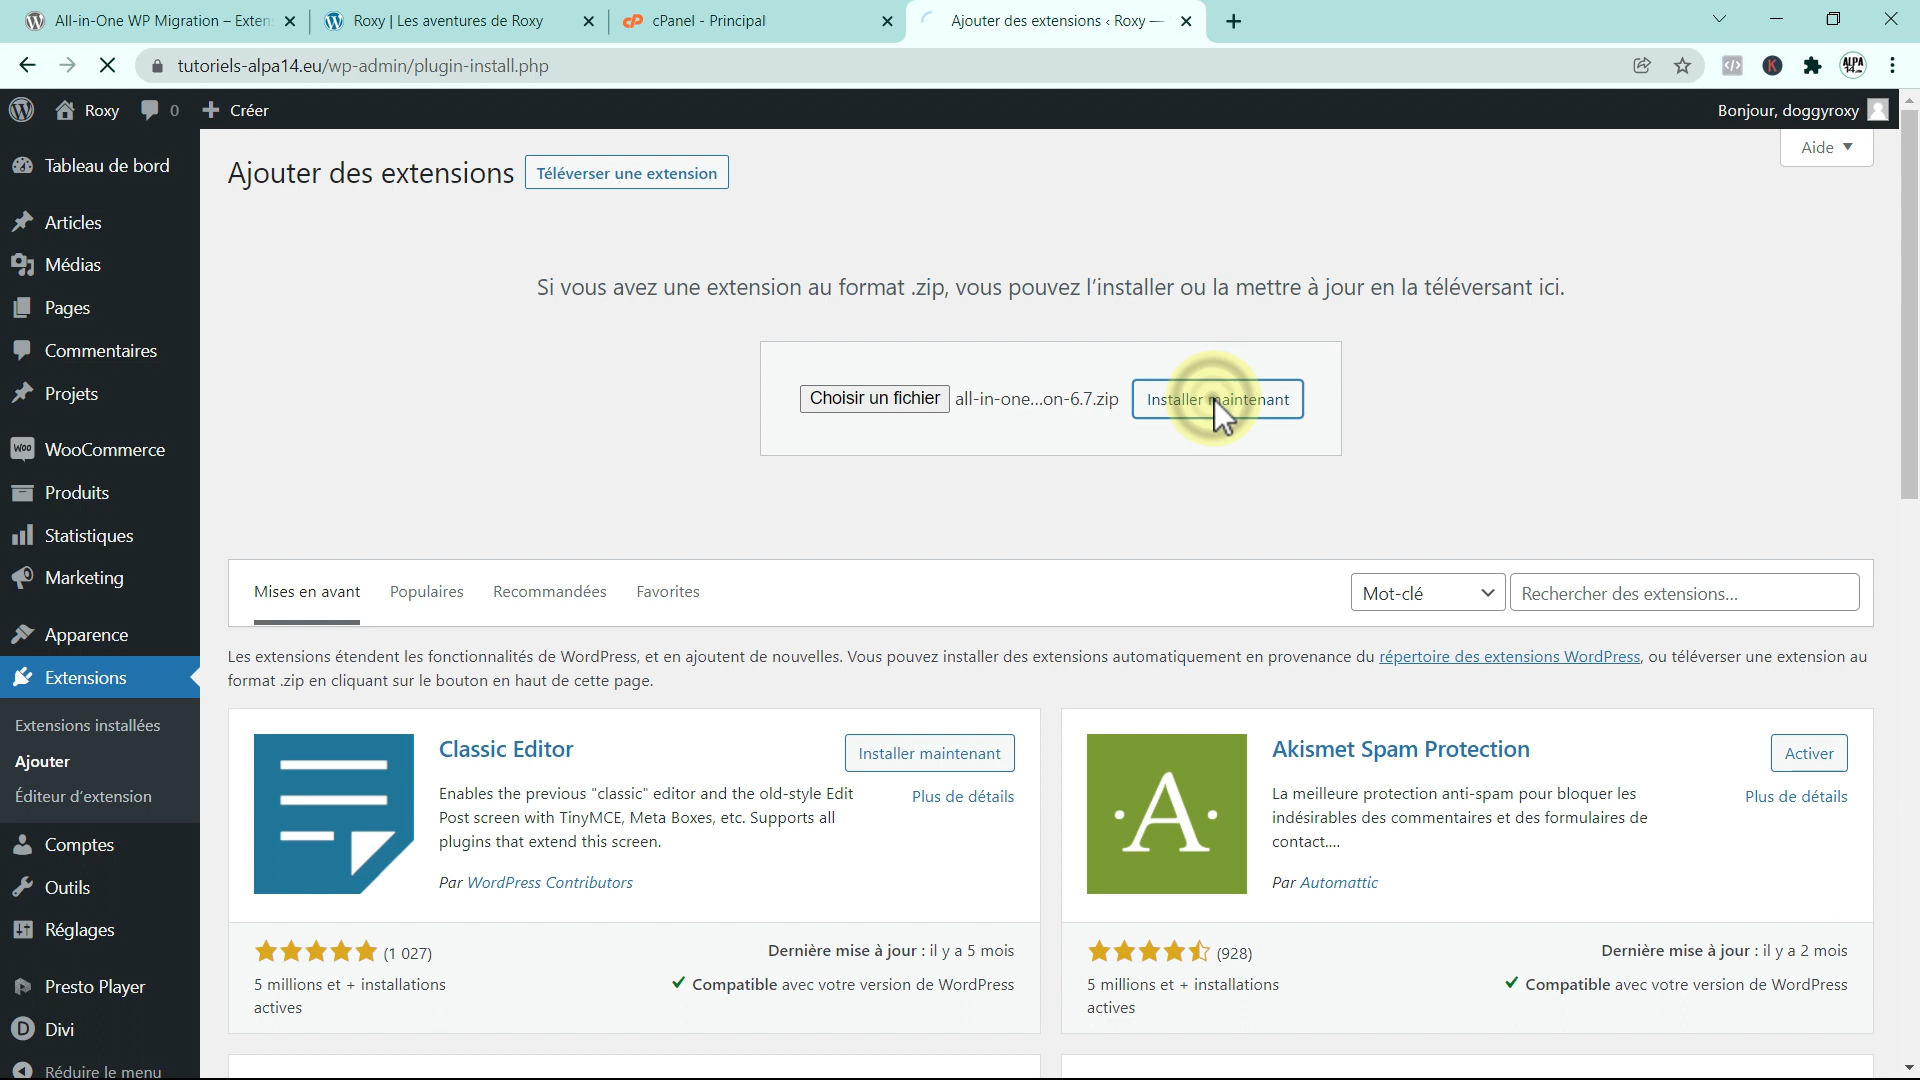 All-in-One WP Migration – Exten
Roxy | Les aventures de Roxy
cPanel - Principal
Ajouter des extensions ‹ Roxy —
tutoriels-alpa14.eu/wp-admin/plugin-install.php
Roxy
0
Créer
Bonjour, doggyroxy
Aide
Tableau de bord
Articles
Médias
Pages
Commentaires
Projets
WooCommerce
Produits
Statistiques
Marketing
Apparence
Extensions
Extensions installées
Ajouter
Éditeur d'extension
Comptes
Outils
Réglages
Presto Player
Divi
Réduire le menu
Ajouter des extensions
Téléverser une extension
Si vous avez une extension au format .zip, vous pouvez l'installer ou la mettre à jour en la téléversant ici.
Choisir un fichier
all-in-one...on-6.7.zip
Installer maintenant
Mises en avant
Populaires
Recommandées
Favorites
Mot-clé
Rechercher des extensions...
Les extensions étendent les fonctionnalités de WordPress, et en ajoutent de nouvelles. Vous pouvez installer des extensions automatiquement en provenance du répertoire des extensions WordPress, ou téléverser une extension au
format .zip en cliquant sur le bouton en haut de cette page.
Classic Editor
Installer maintenant
Plus de détails
Enables the previous "classic" editor and the old-style Edit
Post screen with TinyMCE, Meta Boxes, etc. Supports all
plugins that extend this screen.
Par WordPress Contributors
(1 027)
5 millions et + installations
actives
Dernière mise à jour : il y a 5 mois
Compatible avec votre version de WordPress
Akismet Spam Protection
Activer
Plus de détails
La meilleure protection anti-spam pour bloquer les
indésirables des commentaires et des formulaires de
contact....
Par Automattic
(928)
5 millions et + installations
actives
Dernière mise à jour : il y a 2 mois
Compatible avec votre version de WordPress